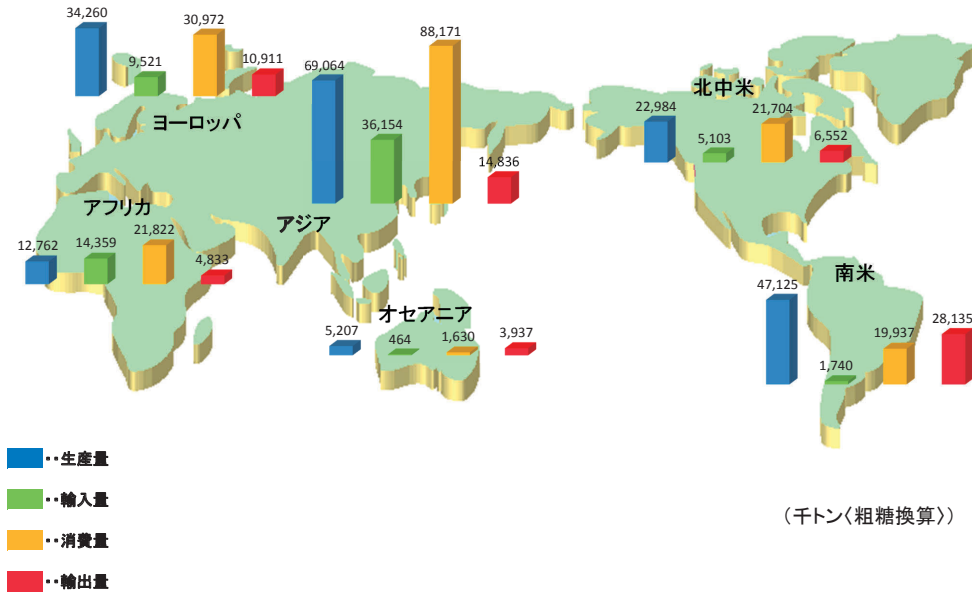 34,260
9,521
30,972
10,911
ヨーロッパ
69,064
36,154
88,171
14,836
アジア
北中米
22,984
5,103
21,704
6,552
アフリカ
12,762
14,359
21,822
4,833
オセアニア
5,207
464
1,630
3,937
南米
47,125
1,740
19,937
28,135
‥生産量
‥輸入量
‥消費量
‥輸出量
(千トン〈粗糖換算〉)